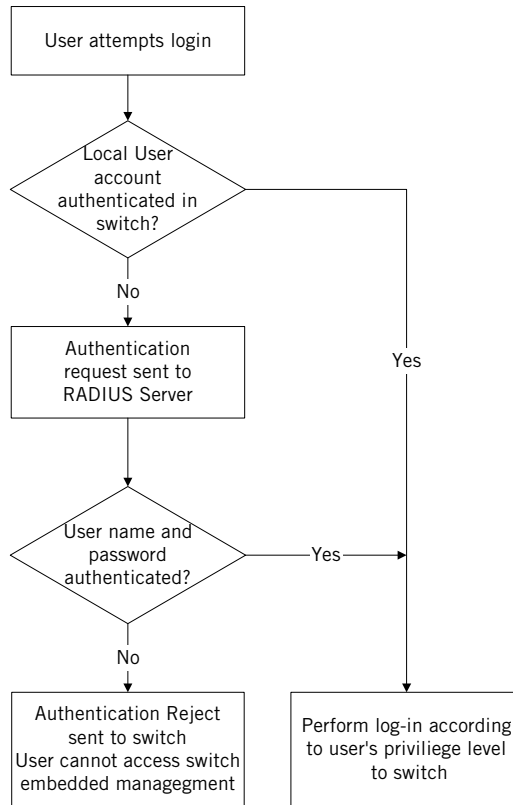 User attempts login
Local User
account
authenticated in
switch?
No
Authentication
request sent to
RADIUS Server
Yes
User name and
password
authenticated?
Yes
No
Authentication Reject
sent to switch
User cannot access switch
embedded managegment
Perform log-in according
to user's priviliege level
to switch